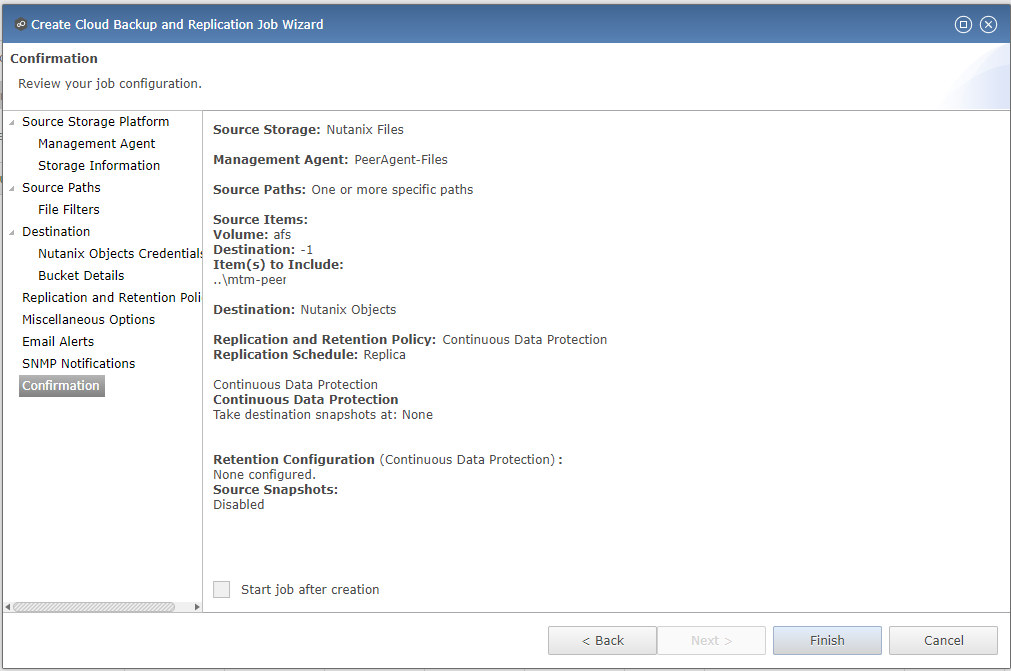 Create Cloud Backup and Replication Job Wizard
Confirmation
Review your job configuration.
Source Storage Platform
Management Agent
Storage Information
Source Paths
File Filters
Destination
Nutanix Objects Credentials
Bucket Details
Replication and Retention Poli
Miscellaneous Options
Email Alerts
SNMP Notifications
Confirmation
Source Storage: Nutanix Files
Management Agent: PeerAgent-Files
Source Paths: One or more specific paths
Source Items:
Volume: afs
Destination: -1
Item(s) to Include:
..\mtm-peer
Destination: Nutanix Objects
Replication and Retention Policy: Continuous Data Protection
Replication Schedule: Replica
Continuous Data Protection
Continuous Data Protection
Take destination snapshots at: None
Retention Configuration (Continuous Data Protection) :
None configured.
Source Snapshots:
Disabled
Start job after creation
< Back
Next >
Finish
Cancel